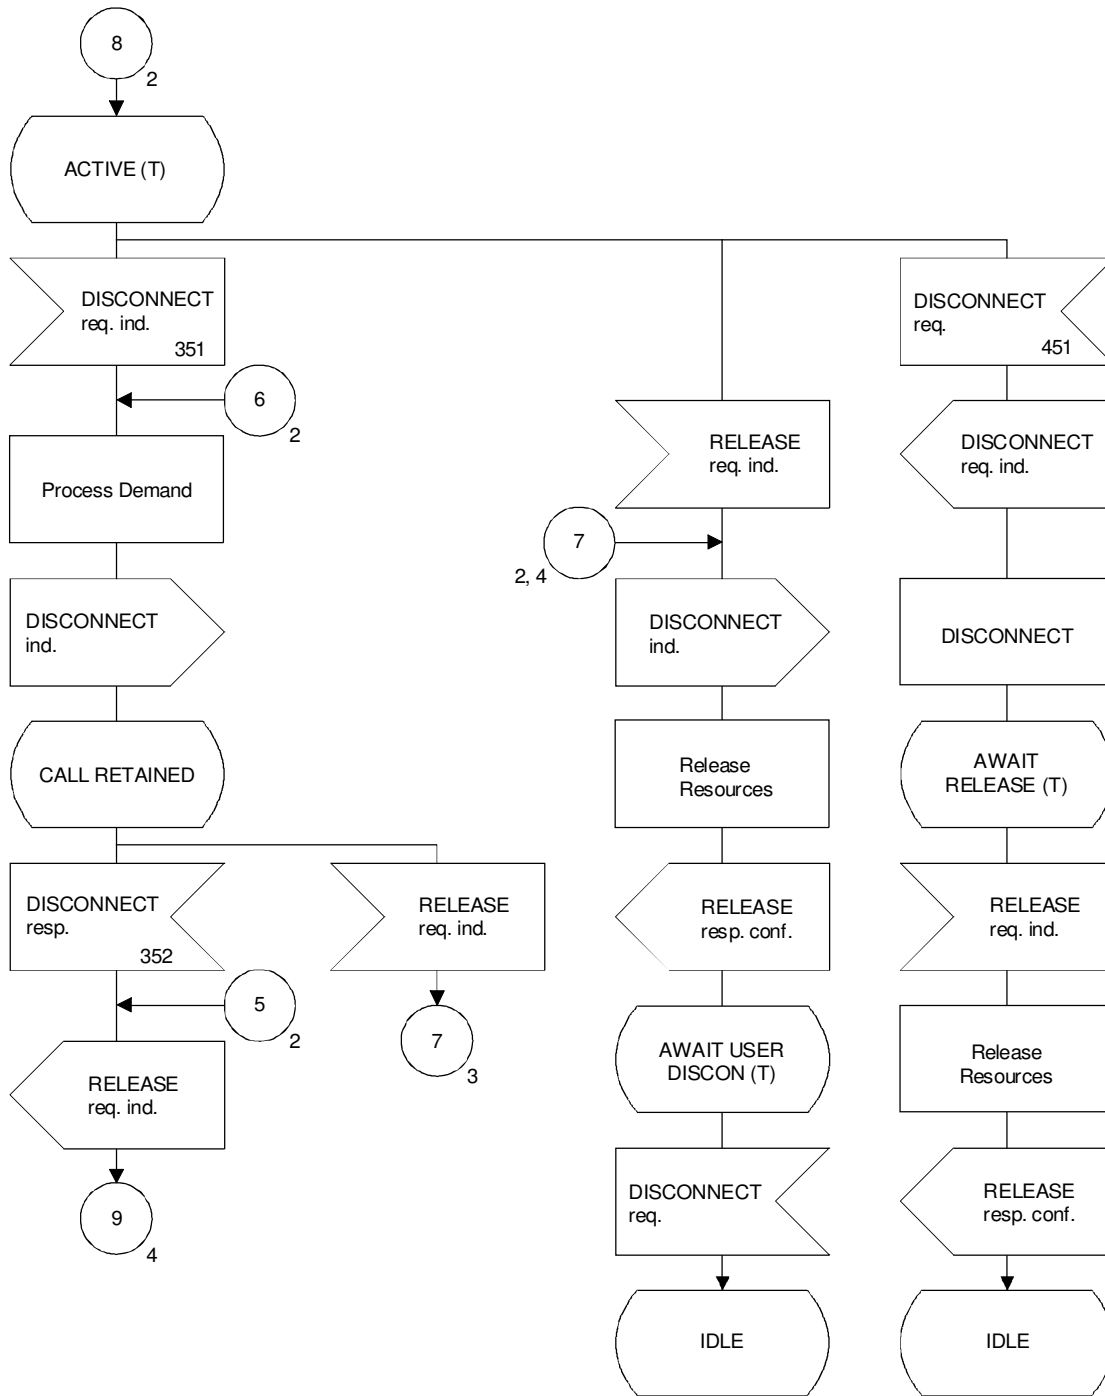 8
2
ACTIVE (T)
DISCONNECT
req. ind.
351
6
2
Process Demand
DISCONNECT
ind.
CALL RETAINED
DISCONNECT
resp.
352
5
2
RELEASE
req. ind.
9
4
RELEASE
req. ind.
7
3
RELEASE
req. ind.
7
2, 4
DISCONNECT
ind.
Release
Resources
RELEASE
resp. conf.
AWAIT USER
DISCON (T)
DISCONNECT
req.
IDLE
DISCONNECT
req.
451
DISCONNECT
req. ind.
DISCONNECT
AWAIT
RELEASE (T)
RELEASE
req. ind.
Release
Resources
RELEASE
resp. conf.
IDLE